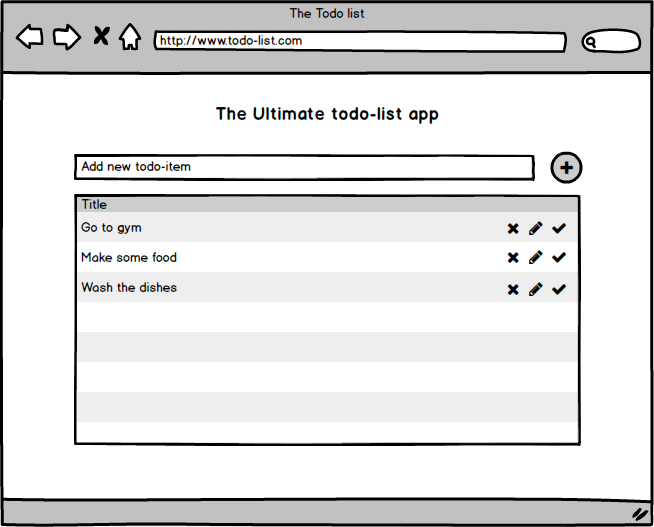 The Todo list
http://www.todo-list.com
The Ultimate todo-list app
Add new todo-item
Title
Go to gym
Make some food
Wash the dishes